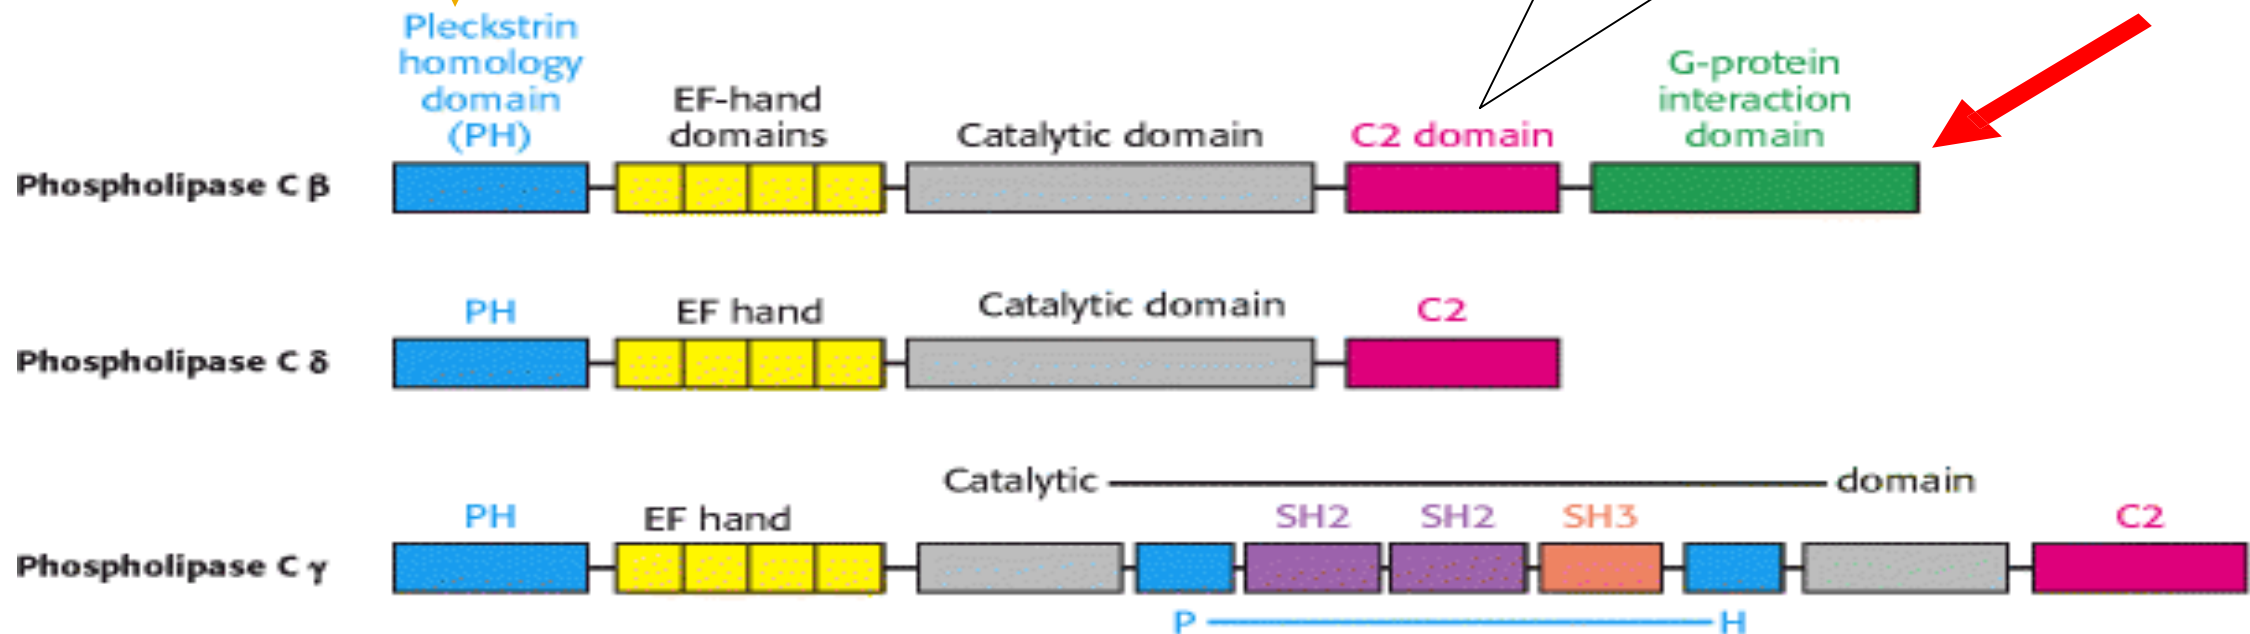 Pleckstrin
homology
domain
(PH)
EF-hand
domains
Catalytic domain
C2 domain
G-protein
interaction
domain
Phospholipase C β
PH
EF hand
Catalytic domain
C2
Phospholipase C δ
Catalytic domain
PH
EF hand
SH2
SH2
SH3
C2
Phospholipase C γ
P H